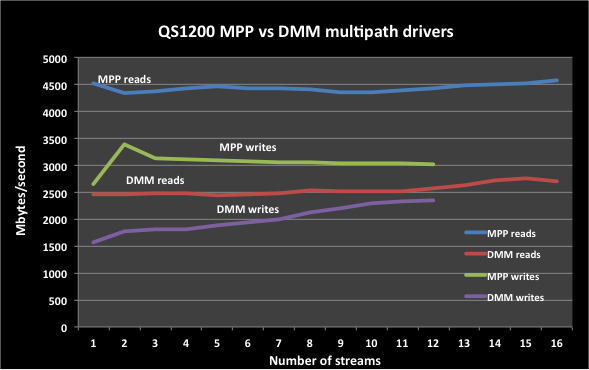 QS1200 MPP vs DMM multipath drivers
Mbytes/second
5000
4500
4000
3500
3000
2500
2000
1500
1000
500
0
MPP reads
MPP writes
DMM reads
DMM writes
MPP reads
DMM reads
MPP writes
DMM writes
1 2 3 4 5 6 7 8 9 10 11 12 13 14 15 16
Number of streams